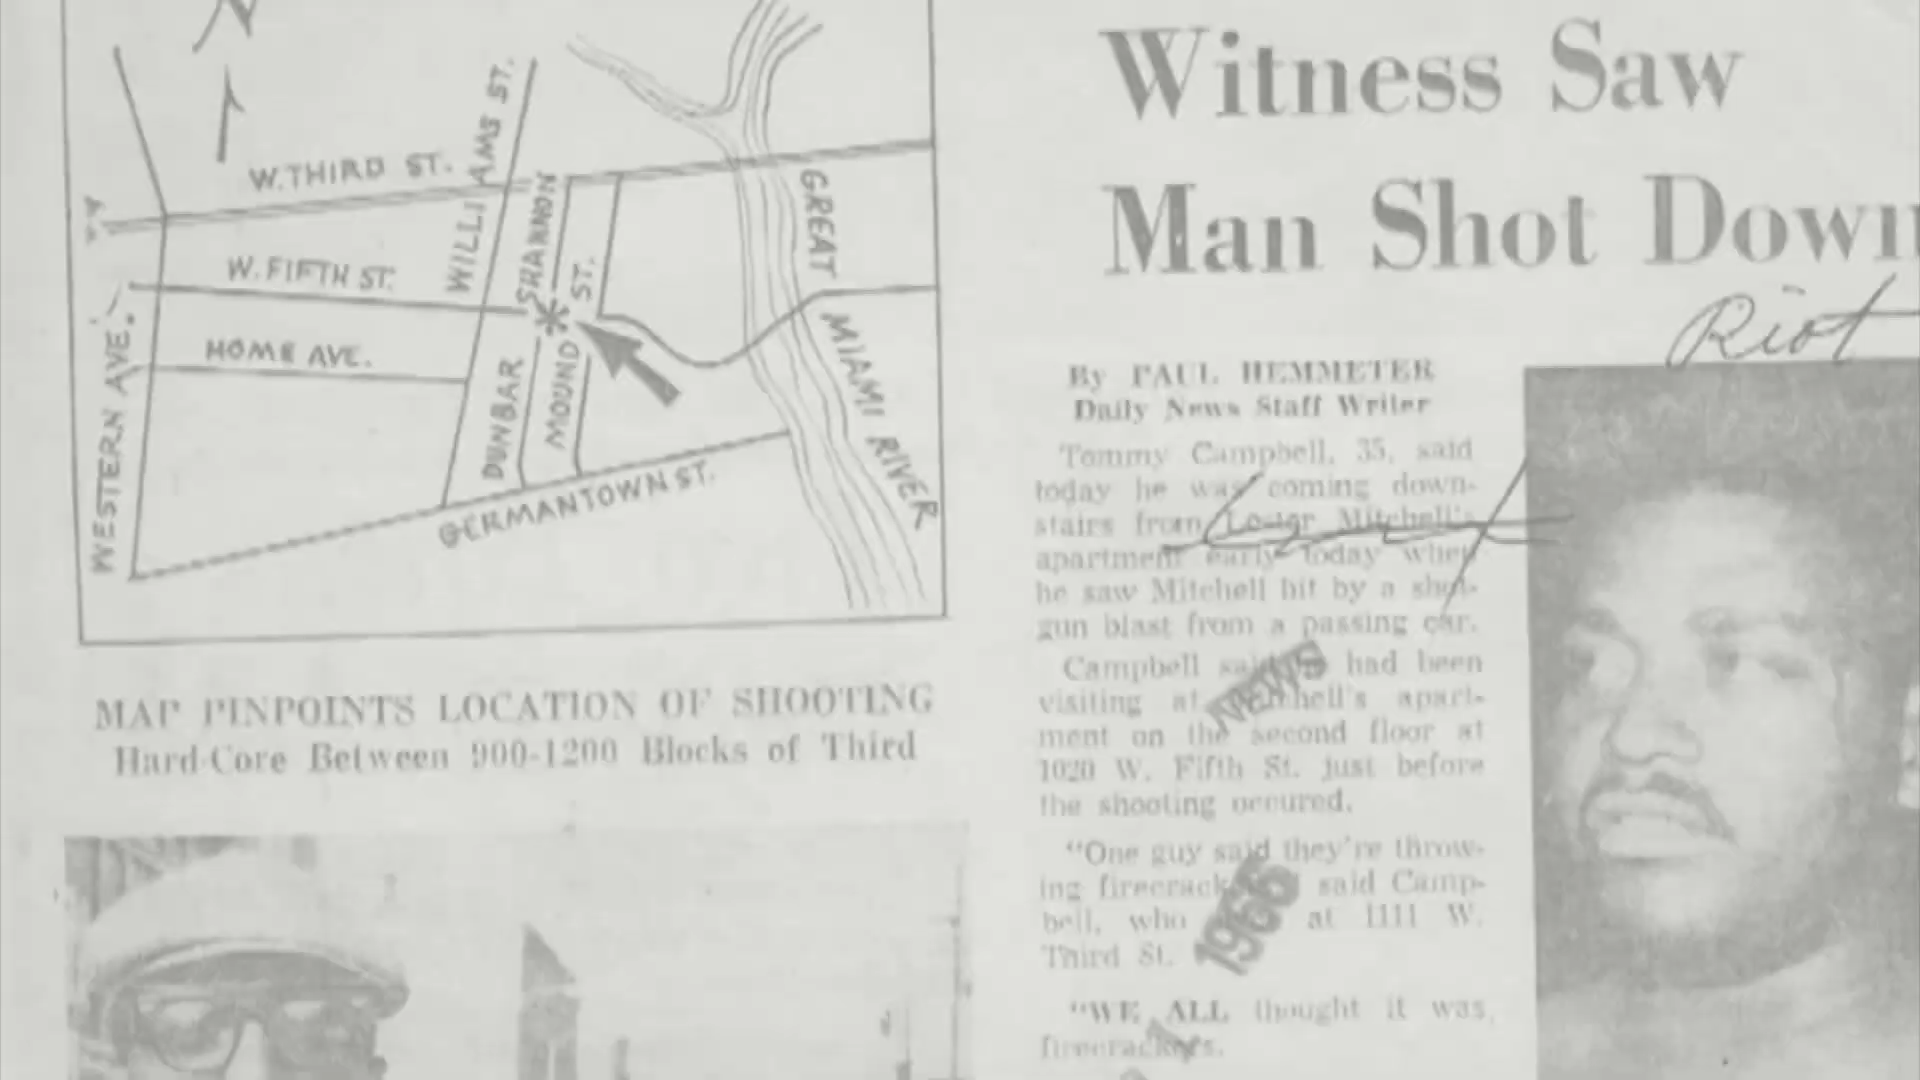 N
W. THIRD ST.
WILLIAMS ST.
SHANNON
ST.
W. FIFTH ST.
HOME AVE.
WESTERN AVE.
DUNBAR
MOUND
GERMANTOWN ST.
GREAT MIAMI RIVER
MAP PINPOINTS LOCATION OF SHOOTING
Hard-Core Between 900-1200 Blocks of Third
Witness Saw
Man Shot Down
Riot
By PAUL HEMMETER
Daily News Staff Writer
Tommy Campbell, 35, said
today he was coming down-
stairs from Lester Mitchell's
apartment early today when
he saw Mitchell hit by a shot-
gun blast from a passing car.
Campbell said he had been
visiting at Mitchell's apart-
ment on the second floor at
1020 W. Fifth St. just before
the shooting occured.
"One guy said they're throw-
ing firecrackers," said Camp-
bell, who at 1111 W.
Third St.
"WE ALL thought it was
firecrackers.
NEWS
1966